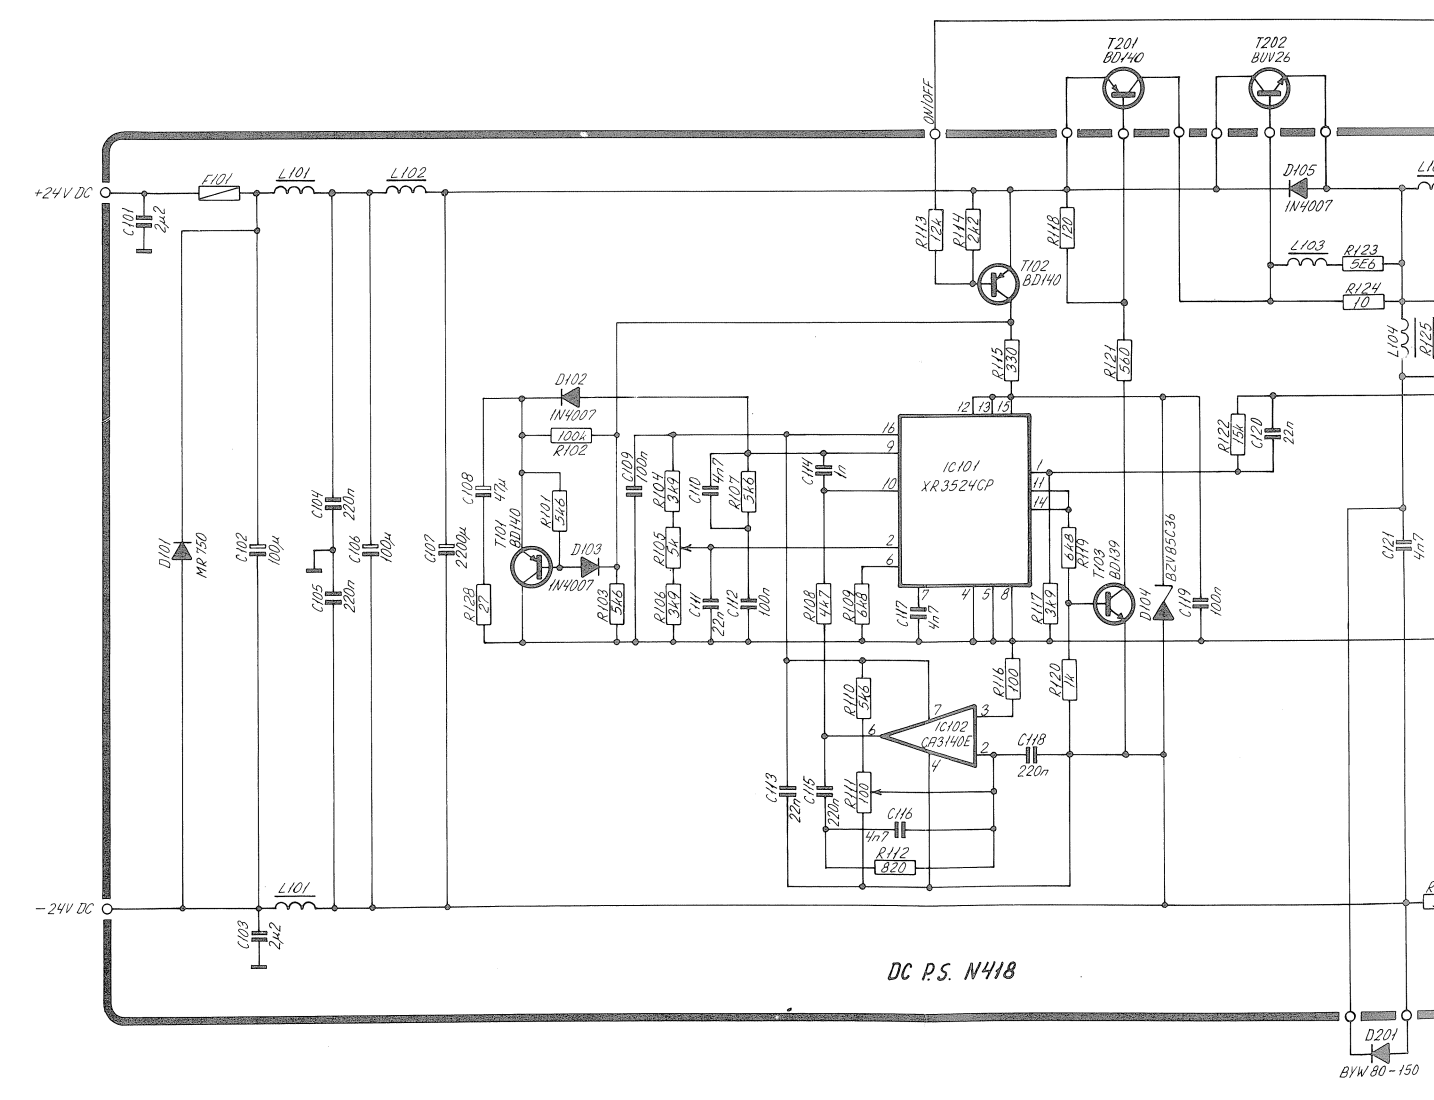 T201
BD140
T202
BUV26
ON/OFF
+24V DC
F101
L101
L102
C101
2µ2
R113
12k
R114
2k2
R118
120
D105
1N4007
T102
BD140
L103
R123
5E6
R124
10
L104
R125
R115
330
R121
560
D102
1N4007
100k
R102
12
13
15
16
9
10
2
6
IC101
XR3524CP
1
11
14
7
4
5
8
R122
15k
C120
22n
C109
100n
R104
3k9
C110
4n7
R107
5k6
C114
1n
C108
47µ
R101
5k6
T101
BD140
D103
1N4007
R105
5k
R128
27
R103
5k6
R106
3k9
C111
22n
C112
100n
R108
4k7
R109
6k8
C117
4n7
R117
3k9
6k8
R119
T103
BD139
BZV85C36
D104
C119
100n
C121
4n7
D101
MR750
C102
100µ
C104
220n
C105
220n
C106
100µ
C107
2200µ
R110
5k6
R116
100
R120
1k
7
3
IC102
CA3140E
6
2
4
C118
220n
C113
22n
C115
220n
R111
100
C116
4n7
R112
820
-24V DC
L101
C103
2µ2
DC P.S. N418
D201
BYW80-150